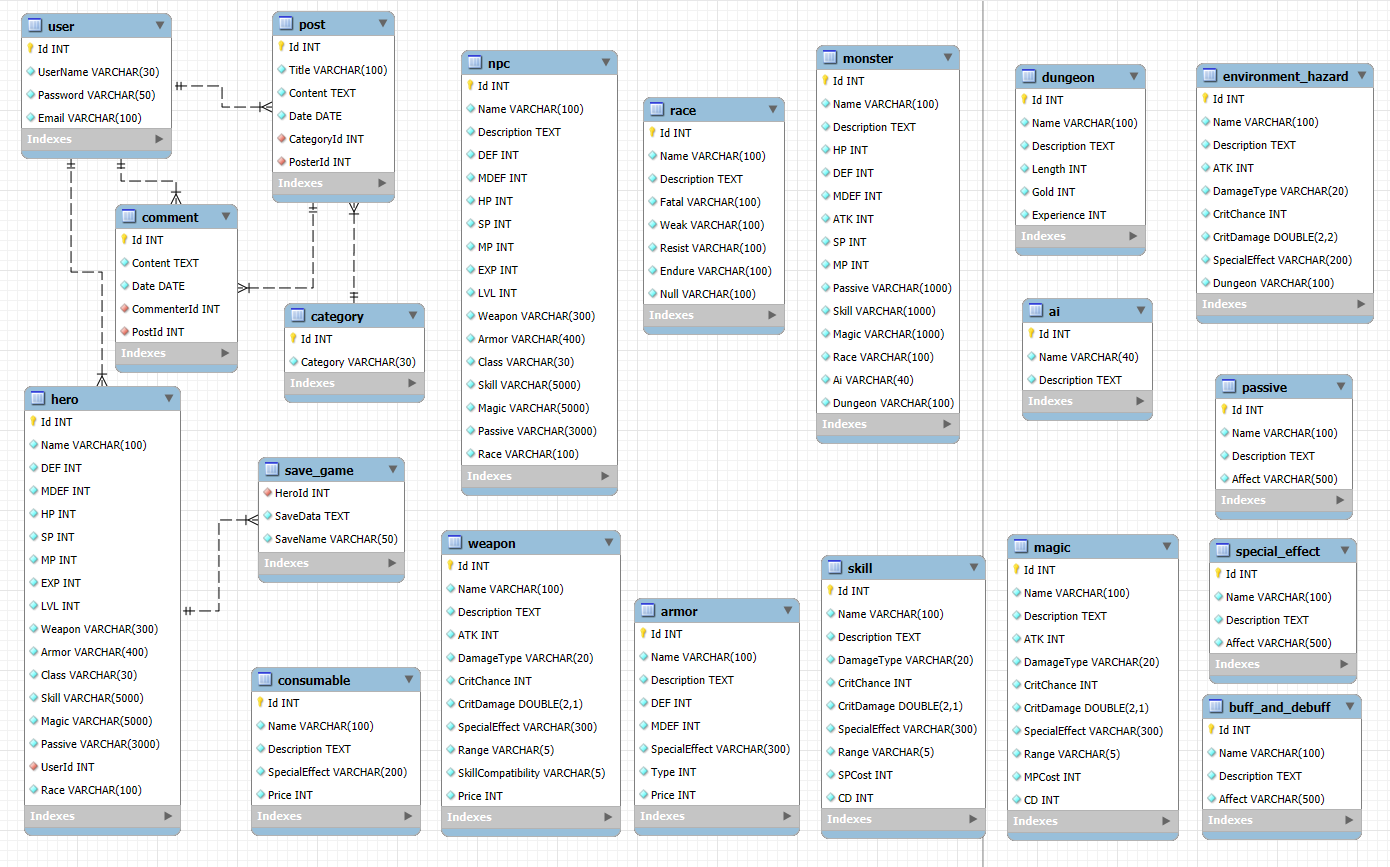 user
Id INT
UserName VARCHAR(30)
Password VARCHAR(50)
Email VARCHAR(100)
Indexes
post
Id INT
Title VARCHAR(100)
Content TEXT
Date DATE
CategoryId INT
PosterId INT
Indexes
comment
Id INT
Content TEXT
Date DATE
CommenterId INT
PostId INT
Indexes
category
Id INT
Category VARCHAR(30)
Indexes
hero
Id INT
Name VARCHAR(100)
DEF INT
MDEF INT
HP INT
SP INT
MP INT
EXP INT
LVL INT
Weapon VARCHAR(300)
Armor VARCHAR(400)
Class VARCHAR(30)
Skill VARCHAR(5000)
Magic VARCHAR(5000)
Passive VARCHAR(3000)
UserId INT
Race VARCHAR(100)
Indexes
save_game
HeroId INT
SaveData TEXT
SaveName VARCHAR(50)
Indexes
consumable
Id INT
Name VARCHAR(100)
Description TEXT
SpecialEffect VARCHAR(200)
Price INT
Indexes
npc
Id INT
Name VARCHAR(100)
Description TEXT
DEF INT
MDEF INT
HP INT
SP INT
MP INT
EXP INT
LVL INT
Weapon VARCHAR(300)
Armor VARCHAR(400)
Class VARCHAR(30)
Skill VARCHAR(5000)
Magic VARCHAR(5000)
Passive VARCHAR(3000)
Race VARCHAR(100)
Indexes
race
Id INT
Name VARCHAR(100)
Description TEXT
Fatal VARCHAR(100)
Weak VARCHAR(100)
Resist VARCHAR(100)
Endure VARCHAR(100)
Null VARCHAR(100)
Indexes
monster
Id INT
Name VARCHAR(100)
Description TEXT
HP INT
DEF INT
MDEF INT
ATK INT
SP INT
MP INT
Passive VARCHAR(1000)
Skill VARCHAR(1000)
Magic VARCHAR(1000)
Race VARCHAR(100)
Ai VARCHAR(40)
Dungeon VARCHAR(100)
Indexes
weapon
Id INT
Name VARCHAR(100)
Description TEXT
ATK INT
DamageType VARCHAR(20)
CritChance INT
CritDamage DOUBLE(2,1)
SpecialEffect VARCHAR(300)
Range VARCHAR(5)
SkillCompatibility VARCHAR(5)
Price INT
Indexes
armor
Id INT
Name VARCHAR(100)
Description TEXT
DEF INT
MDEF INT
SpecialEffect VARCHAR(300)
Type INT
Price INT
Indexes
skill
Id INT
Name VARCHAR(100)
Description TEXT
DamageType VARCHAR(20)
CritChance INT
CritDamage DOUBLE(2,1)
SpecialEffect VARCHAR(300)
Range VARCHAR(5)
SPCost INT
CD INT
Indexes
dungeon
Id INT
Name VARCHAR(100)
Description TEXT
Length INT
Gold INT
Experience INT
Indexes
environment_hazard
Id INT
Name VARCHAR(100)
Description TEXT
ATK INT
DamageType VARCHAR(20)
CritChance INT
CritDamage DOUBLE(2,2)
SpecialEffect VARCHAR(200)
Dungeon VARCHAR(100)
Indexes
ai
Id INT
Name VARCHAR(40)
Description TEXT
Indexes
passive
Id INT
Name VARCHAR(100)
Description TEXT
Affect VARCHAR(500)
Indexes
magic
Id INT
Name VARCHAR(100)
Description TEXT
ATK INT
DamageType VARCHAR(20)
CritChance INT
CritDamage DOUBLE(2,1)
SpecialEffect VARCHAR(300)
Range VARCHAR(5)
MPCost INT
CD INT
Indexes
special_effect
Id INT
Name VARCHAR(100)
Description TEXT
Affect VARCHAR(500)
Indexes
buff_and_debuff
Id INT
Name VARCHAR(100)
Description TEXT
Affect VARCHAR(500)
Indexes